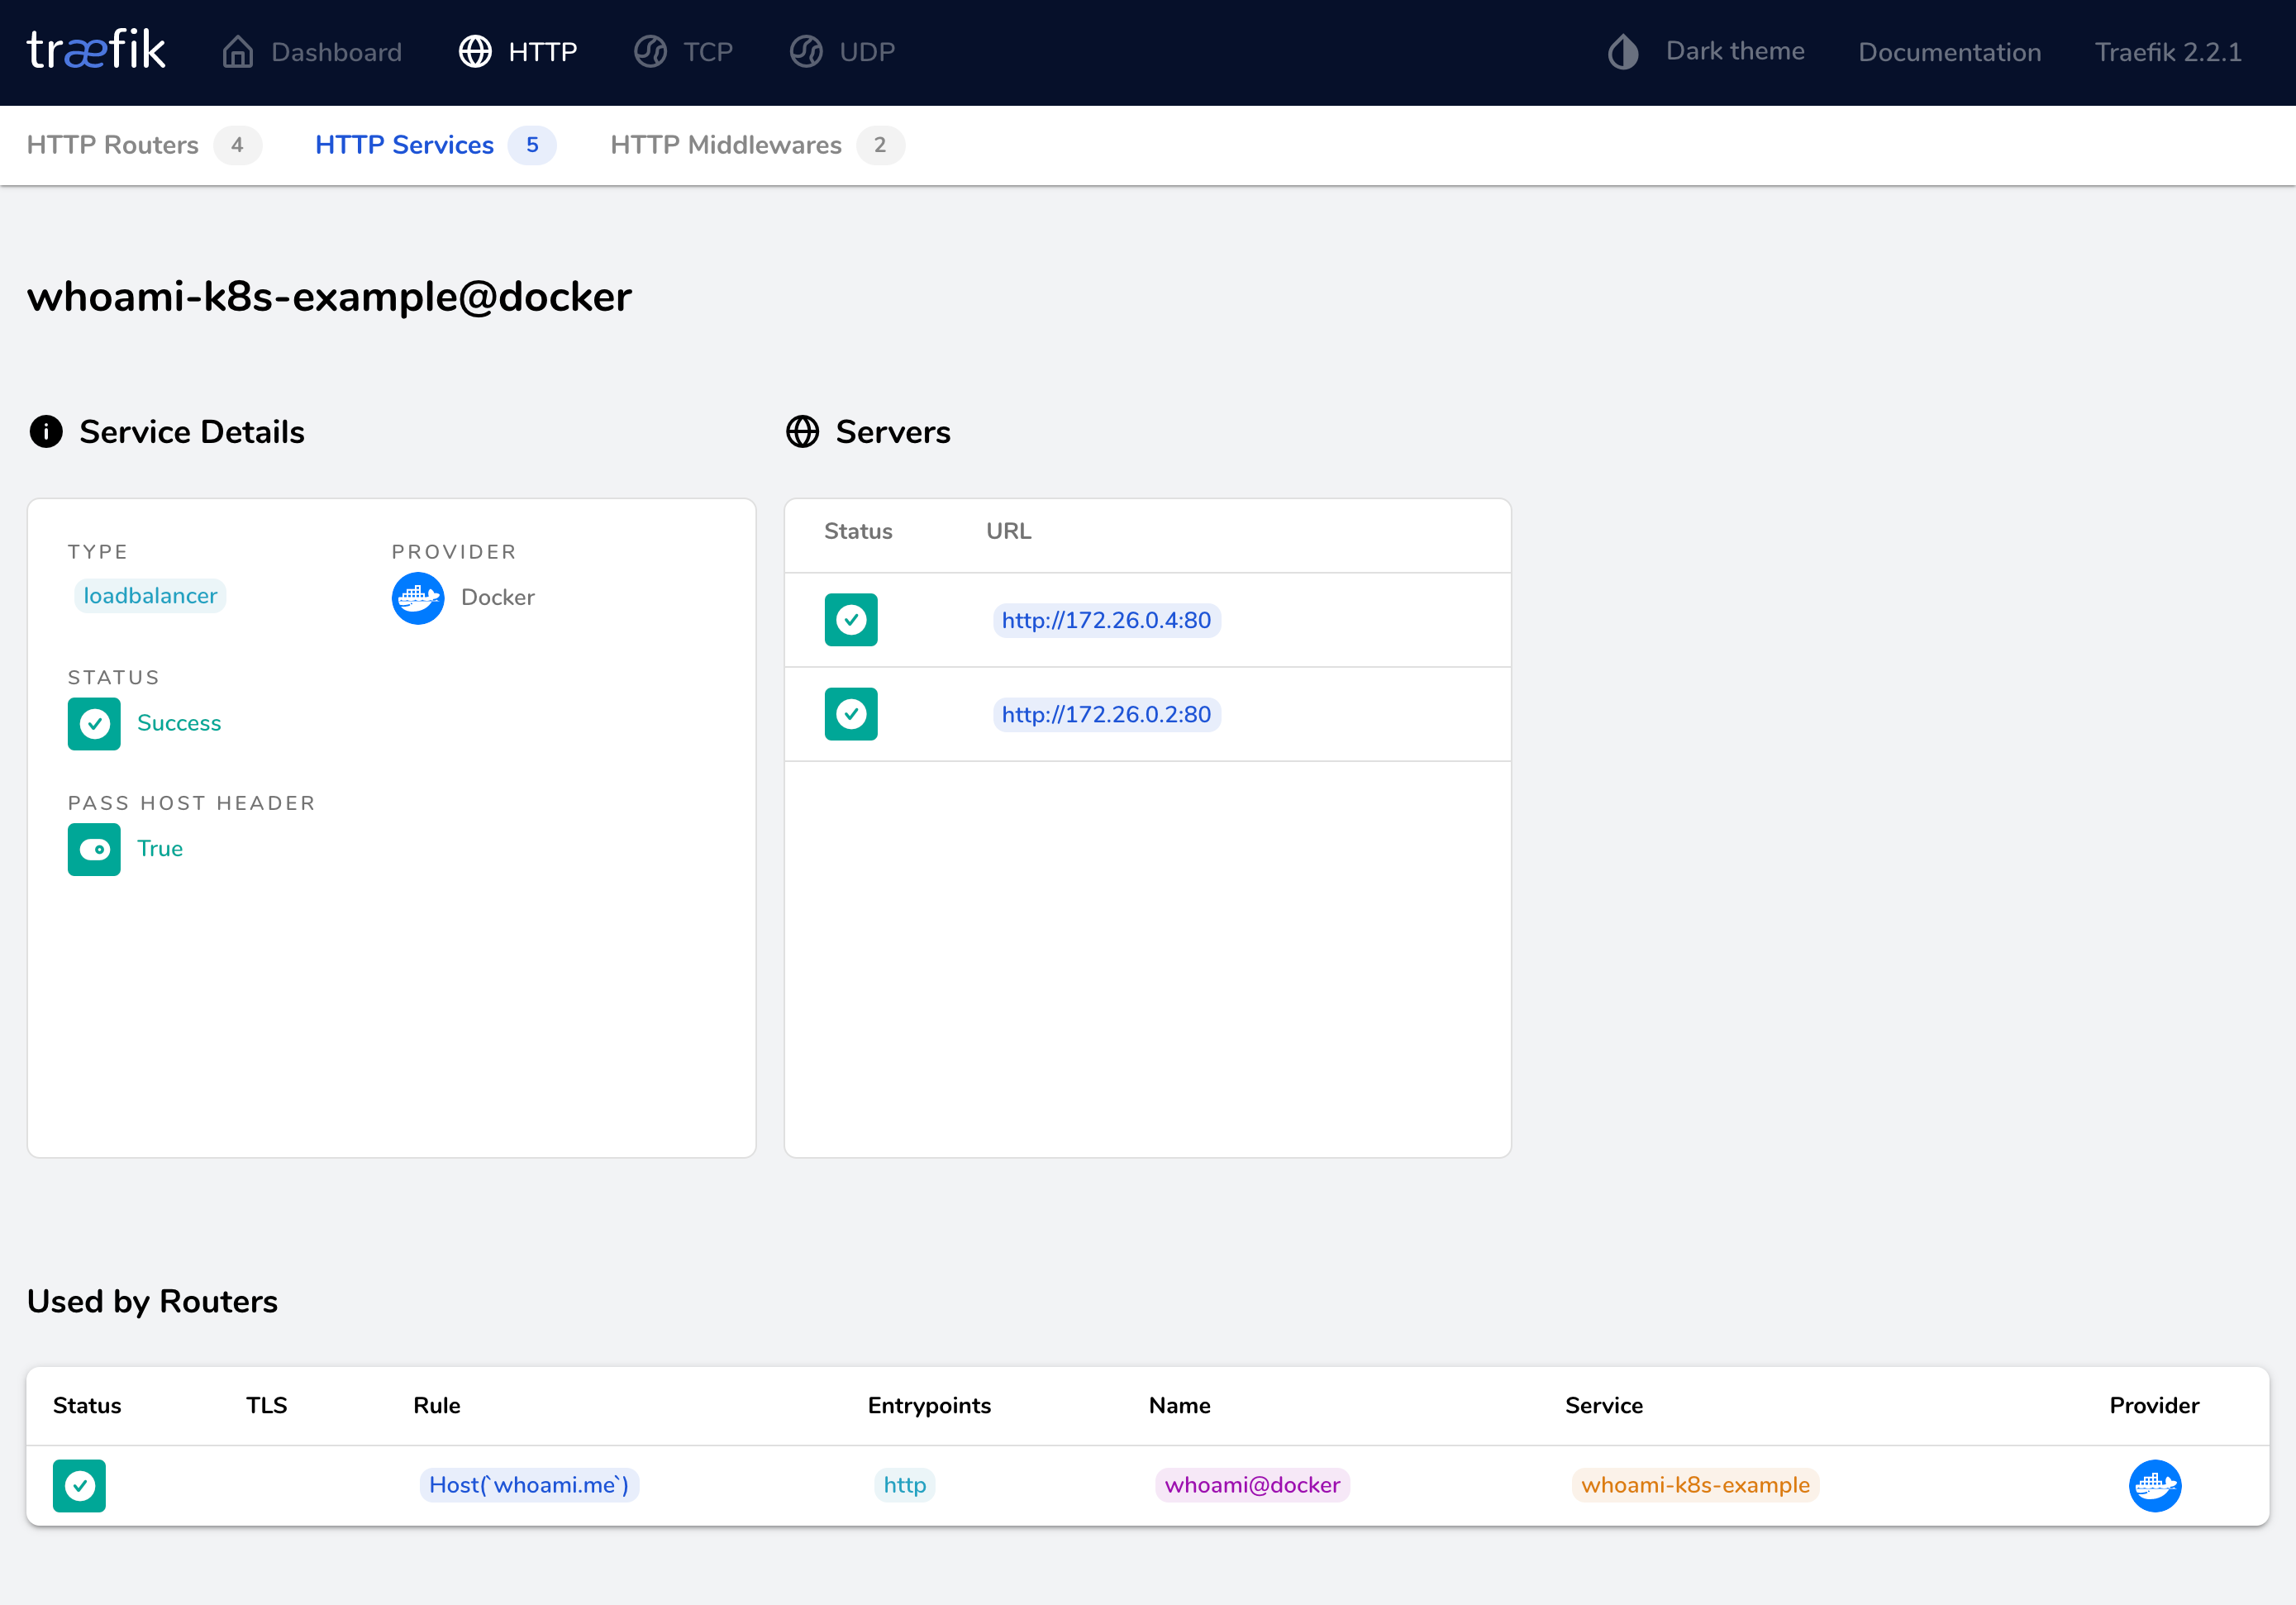 træfik Dashboard HTTP TCP UDP Dark theme Documentation Traefik 2.2.1
HTTP Routers 4 HTTP Services 5 HTTP Middlewares 2
whoami-k8s-example@docker
Service Details
TYPE PROVIDER
loadbalancer Docker
STATUS
Success
PASS HOST HEADER
True
Servers
Status URL
http://172.26.0.4:80
http://172.26.0.2:80
Used by Routers
Status TLS Rule Entrypoints Name Service Provider
Host(`whoami.me`) http whoami@docker whoami-k8s-example